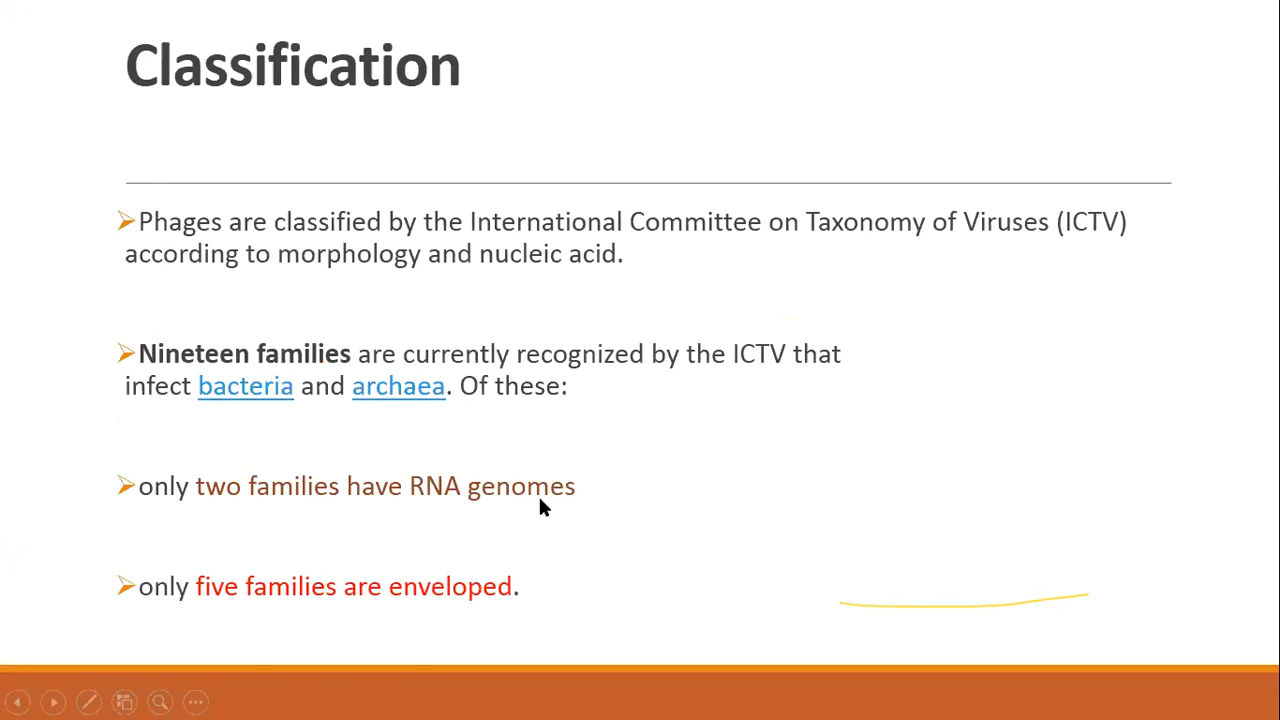 Classification
Phages are classified by the International Committee on Taxonomy of Viruses (ICTV)
according to morphology and nucleic acid.
Nineteen families are currently recognized by the ICTV that
infect bacteria and archaea. Of these:
only two families have RNA genomes
only five families are enveloped.